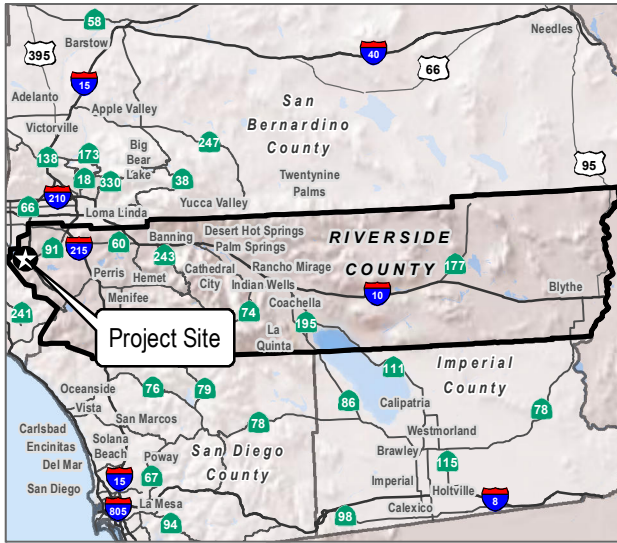 58
Barstow
Needles
395
40
66
15
Adelanto
Apple Valley
San
Bernardino
County
Victorville
247
95
138
173
Big
Bear
Lake
18
330
38
Twentynine
Palms
210
Yucca Valley
66
Loma Linda
Desert Hot Springs
Banning
Palm Springs
RIVERSIDE
COUNTY
91
215
60
243
Cathedral
City
Rancho Mirage
177
Perris
Hemet
Indian Wells
10
Blythe
Menifee
Coachella
241
74
195
Project Site
La
Quinta
Imperial
County
111
Oceanside
76
79
86
Calipatria
78
Vista
San Marcos
78
Carlsbad
Encinitas
Del Mar
Solana
Beach
Poway
San Diego
County
Westmorland
Brawley
115
San Diego
15
67
Imperial
Holtville
8
805
La Mesa
94
98
Calexico